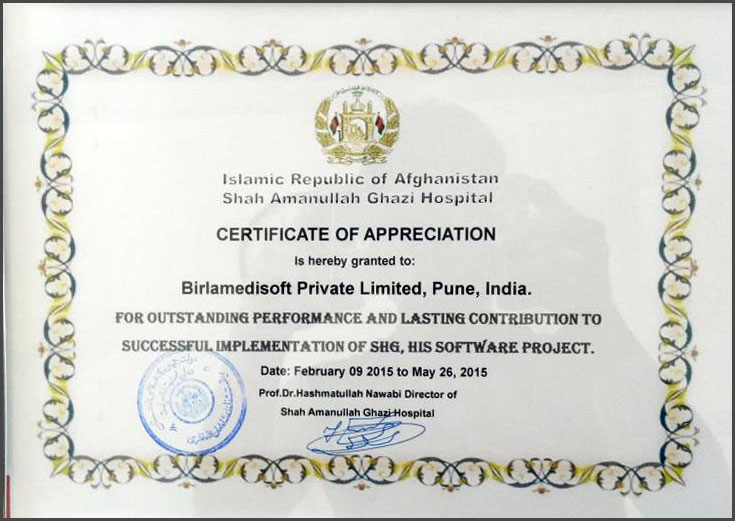 Islamic Republic of Afghanistan
Shah Amanullah Ghazi Hospital
CERTIFICATE OF APPRECIATION
Is hereby granted to:
Birlamedisoft Private Limited, Pune, India.
FOR OUTSTANDING PERFORMANCE AND LASTING CONTRIBUTION TO
SUCCESSFUL IMPLEMENTATION OF SHG, HIS SOFTWARE PROJECT.
Date: February 09 2015 to May 26, 2015
Prof.Dr.Hashmatullah Nawabi Director of
Shah Amanullah Ghazi Hospital